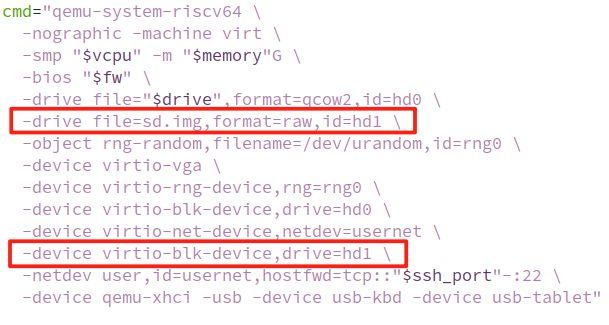 cmd="qemu-system-riscv64 \
-nographic -machine virt \
-smp "$vcpu" -m "$memory"G \
-bios "$fw" \
-drive file="$drive",format=qcow2,id=hd0 \
-drive file=sd.img,format=raw,id=hd1 \
-object rng-random,filename=/dev/urandom,id=rng0 \
-device virtio-vga \
-device virtio-rng-device,rng=rng0 \
-device virtio-blk-device,drive=hd0 \
-device virtio-net-device,netdev=usernet \
-device virtio-blk-device,drive=hd1 \
-netdev user,id=usernet,hostfwd=tcp::"$ssh_port"-:22 \
-device qemu-xhci -usb -device usb-kbd -device usb-tablet"